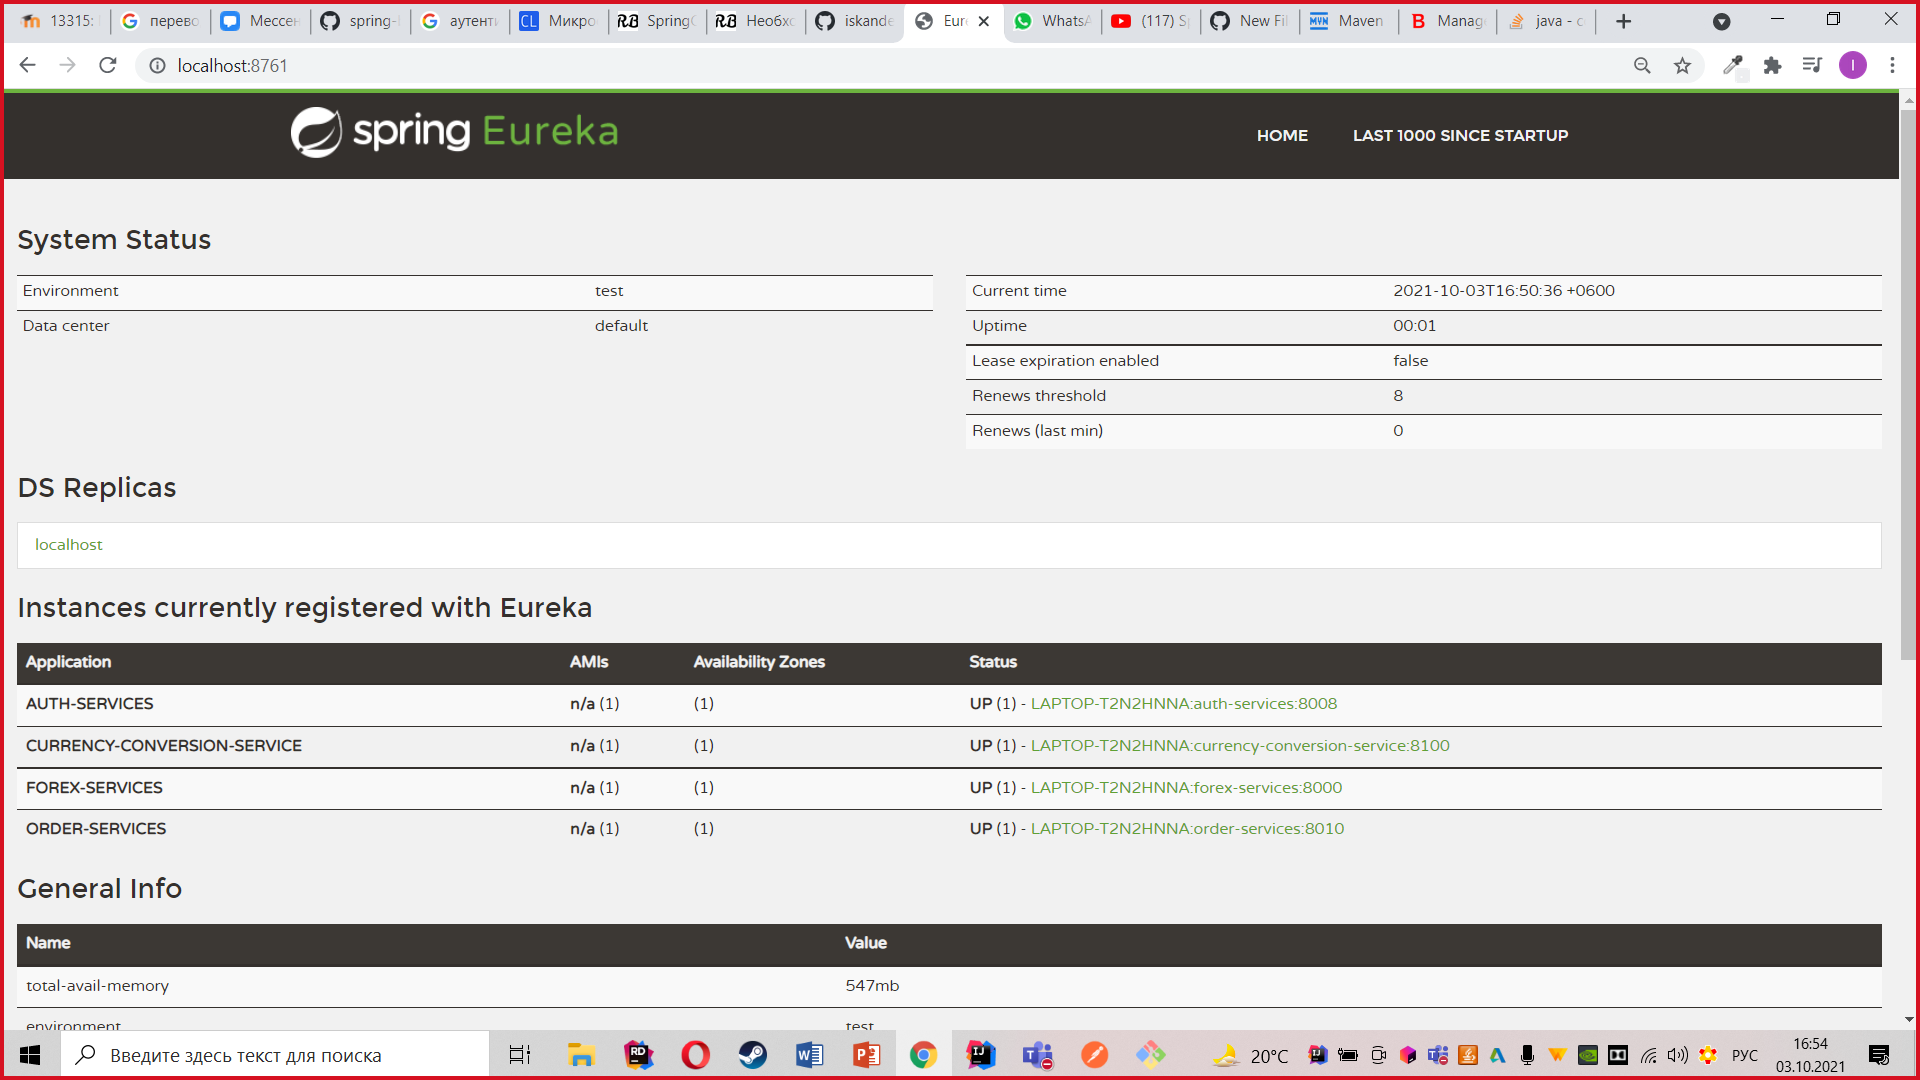 13315:
перево
Мессен
spring-
аутенти
Микро
Spring
Необхо
iskande
Eur
WhatsA
(117) S
New Fil
Maven
Manag
java - c
localhost:8761
spring Eureka
HOME
LAST 1000 SINCE STARTUP
System Status
Environment test
Data center default
Current time 2021-10-03T16:50:36 +0600
Uptime 00:01
Lease expiration enabled false
Renews threshold 8
Renews (last min) 0
DS Replicas
localhost
Instances currently registered with Eureka
Application AMIs Availability Zones Status
AUTH-SERVICES n/a (1) (1) UP (1) - LAPTOP-T2N2HNNA:auth-services:8008
CURRENCY-CONVERSION-SERVICE n/a (1) (1) UP (1) - LAPTOP-T2N2HNNA:currency-conversion-service:8100
FOREX-SERVICES n/a (1) (1) UP (1) - LAPTOP-T2N2HNNA:forex-services:8000
ORDER-SERVICES n/a (1) (1) UP (1) - LAPTOP-T2N2HNNA:order-services:8010
General Info
Name Value
total-avail-memory 547mb
environment test
Введите здесь текст для поиска
20°C
РУС
16:54
03.10.2021